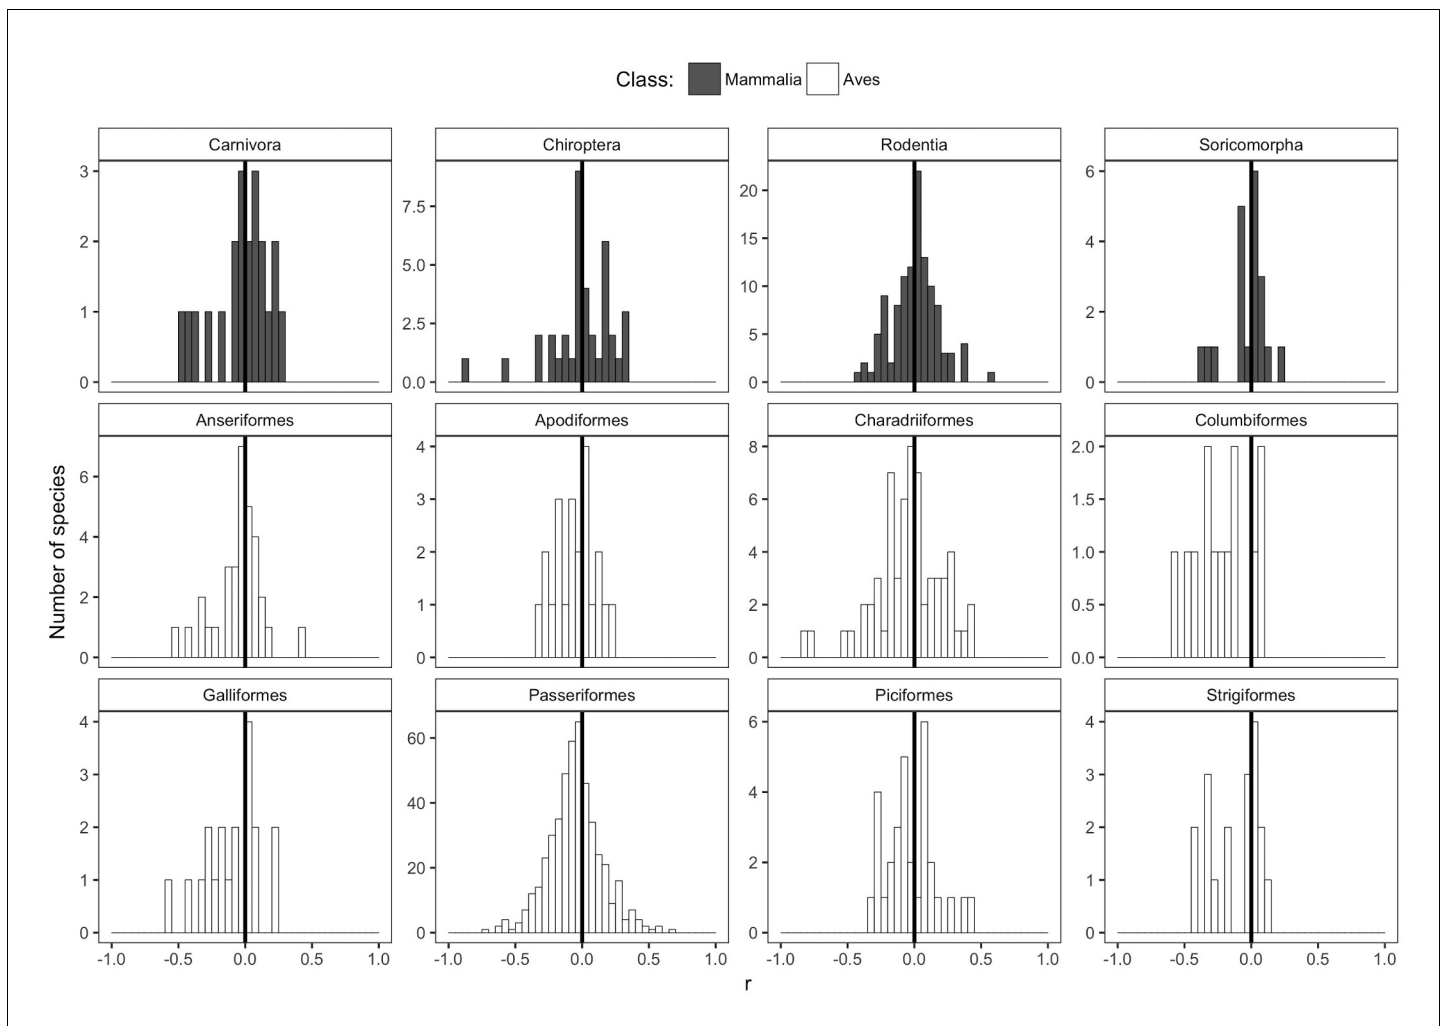 Class: Mammalia Aves
Carnivora Chiroptera Rodentia Soricomorpha
3 7.5 20 6
2 5.0 15 4
1 2.5 10 2
0 0.0 5 0
0
Anseriformes Apodiformes Charadriiformes Columbiformes
6 4 8 2.0
4 3 6 1.5
2 2 4 1.0
0 1 2 0.5
0 0 0.0
Number of species
Galliformes Passeriformes Piciformes Strigiformes
4 60 6 4
3 40 4 3
2 20 2 2
1 0 0 1
0 0
-1.0 -0.5 0.0 0.5 1.0 -1.0 -0.5 0.0 0.5 1.0 -1.0 -0.5 0.0 0.5 1.0 -1.0 -0.5 0.0 0.5 1.0
r